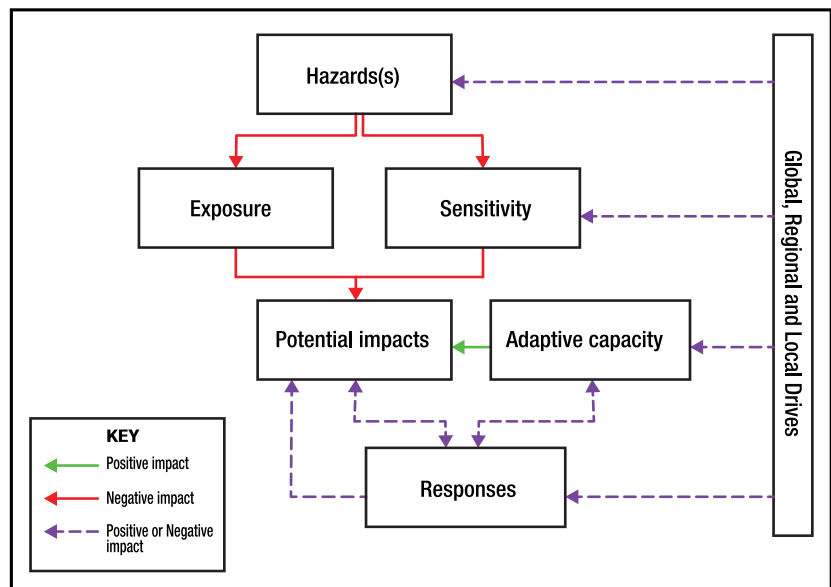 Hazards(s)
Exposure
Sensitivity
Potential impacts
Adaptive capacity
Responses
Global, Regional and Local Drives
KEY
Positive impact
Negative impact
Positive or Negative
impact